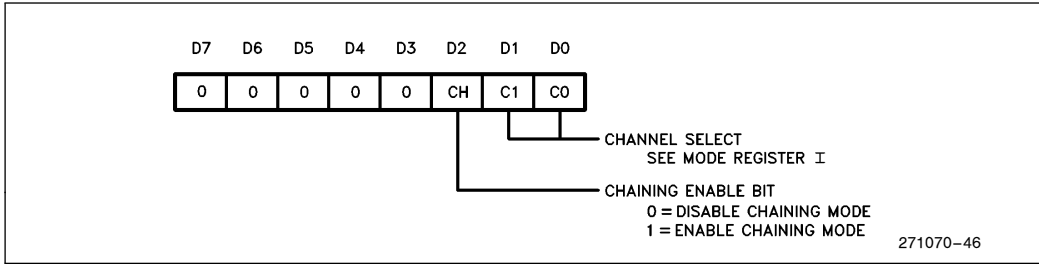 D7 D6 D5 D4 D3 D2 D1 D0
0 0 0 0 0 CH C1 C0
CHANNEL SELECT
SEE MODE REGISTER I
CHAINING ENABLE BIT
0 = DISABLE CHAINING MODE
1 = ENABLE CHAINING MODE
271070–46